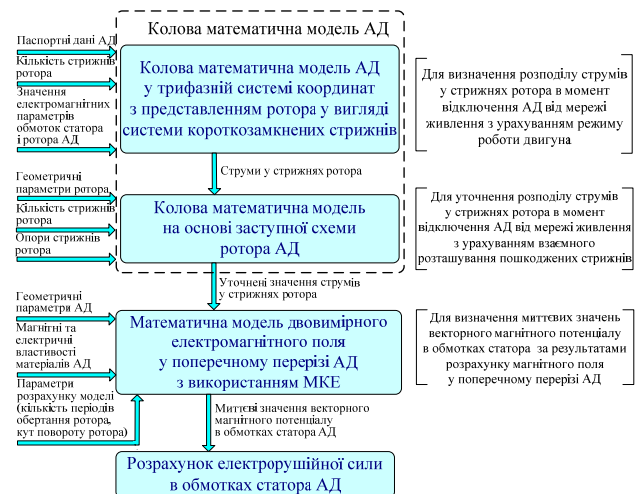 Колова математична модель АД
Паспортні дані АД
Кількість стрижнів
ротора
Значення
електромагнітних
параметрів
обмоток статора
і ротора АД
Колова математична модель АД
у трифазній системі координат
з представленням ротора у вигляді
системи короткозамкнених стрижнів
Для визначення розподілу струмів
у стрижнях ротора в момент
відключення АД від мережі
живлення з урахуванням режиму
роботи двигуна
Струми у стрижнях ротора
Геометричні параметри ротора
Кількість стрижнів
ротора
Опори стрижнів
ротора
Колова математична модель
на основі заступної схеми
ротора АД
Для уточнення розподілу струмів
у стрижнях ротора в момент
відключення АД від мережі живлення
з урахуванням взаємного
розташування пошкоджених стрижнів
Уточнені значення струмів
у стрижнях ротора
Геометричні
параметри АД
Магнітні та
електричні
властивості
матеріалів АД
Параметри
розрахунку моделі
(кількість періодів
обертання ротора,
кут повороту ротора)
Математична модель двовимірного
електромагнітного поля
у поперечному перерізі АД
з використанням МКЕ
Для визначення миттєвих значень
векторного магнітного потенціалу
в обмотках статора за результатами
розрахунку магнітного поля
у поперечному перерізі АД
Миттєві значення векторного
магнітного потенціалу
в обмотках статора АД
Розрахунок електрорушійної сили
в обмотках статора АД